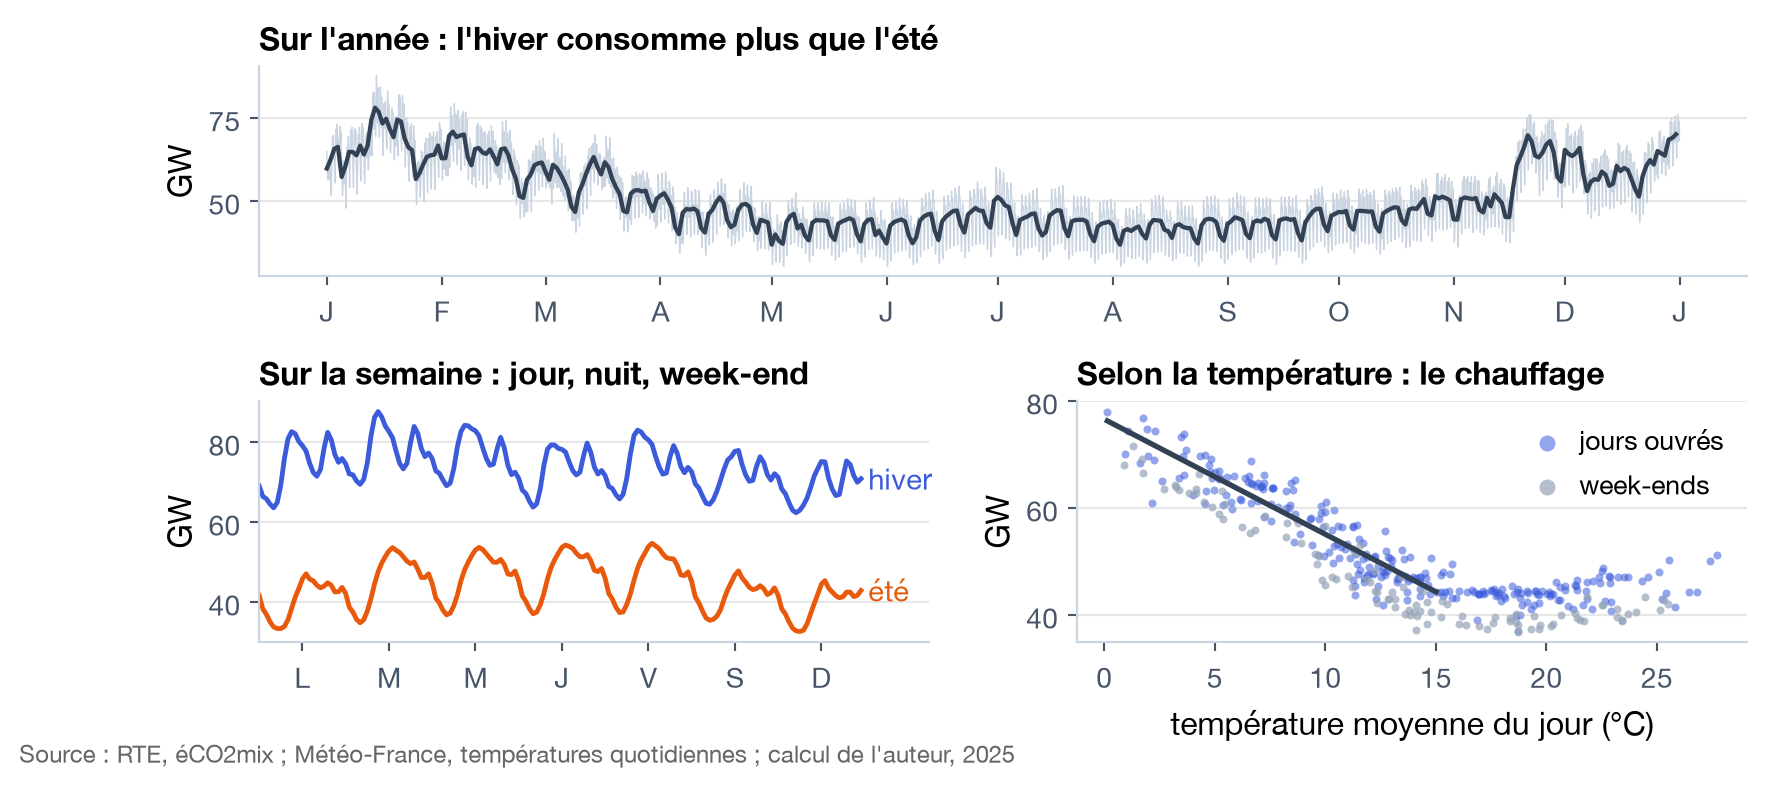 Sur l'année : l'hiver consomme plus que l'été
GW
75
50
J F M A M J J A S O N D J
Sur la semaine : jour, nuit, week-end
GW
80
60
40
hiver
été
L M M J V S D
Selon la température : le chauffage
GW
80
60
40
jours ouvrés
week-ends
0 5 10 15 20 25
température moyenne du jour (°C)
Source : RTE, éCO2mix ; Météo-France, températures quotidiennes ; calcul de l'auteur, 2025